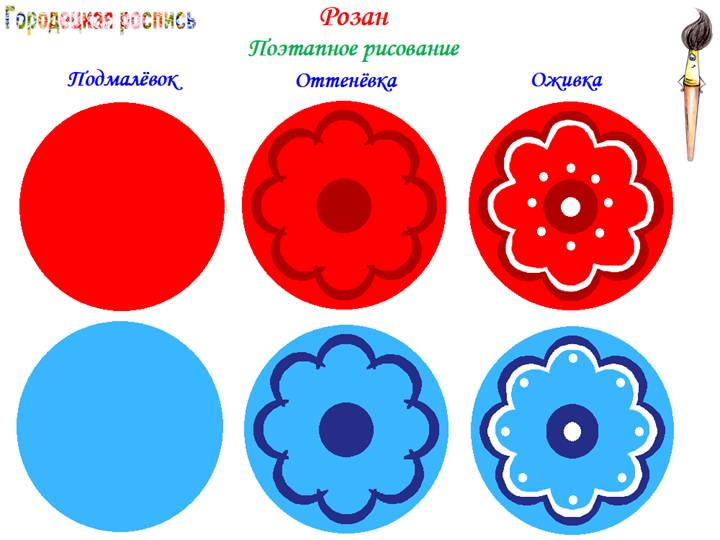 Городецкая роспись
Розан
Поэтапное рисование
Подмалёвок
Оттенёвка
Оживка